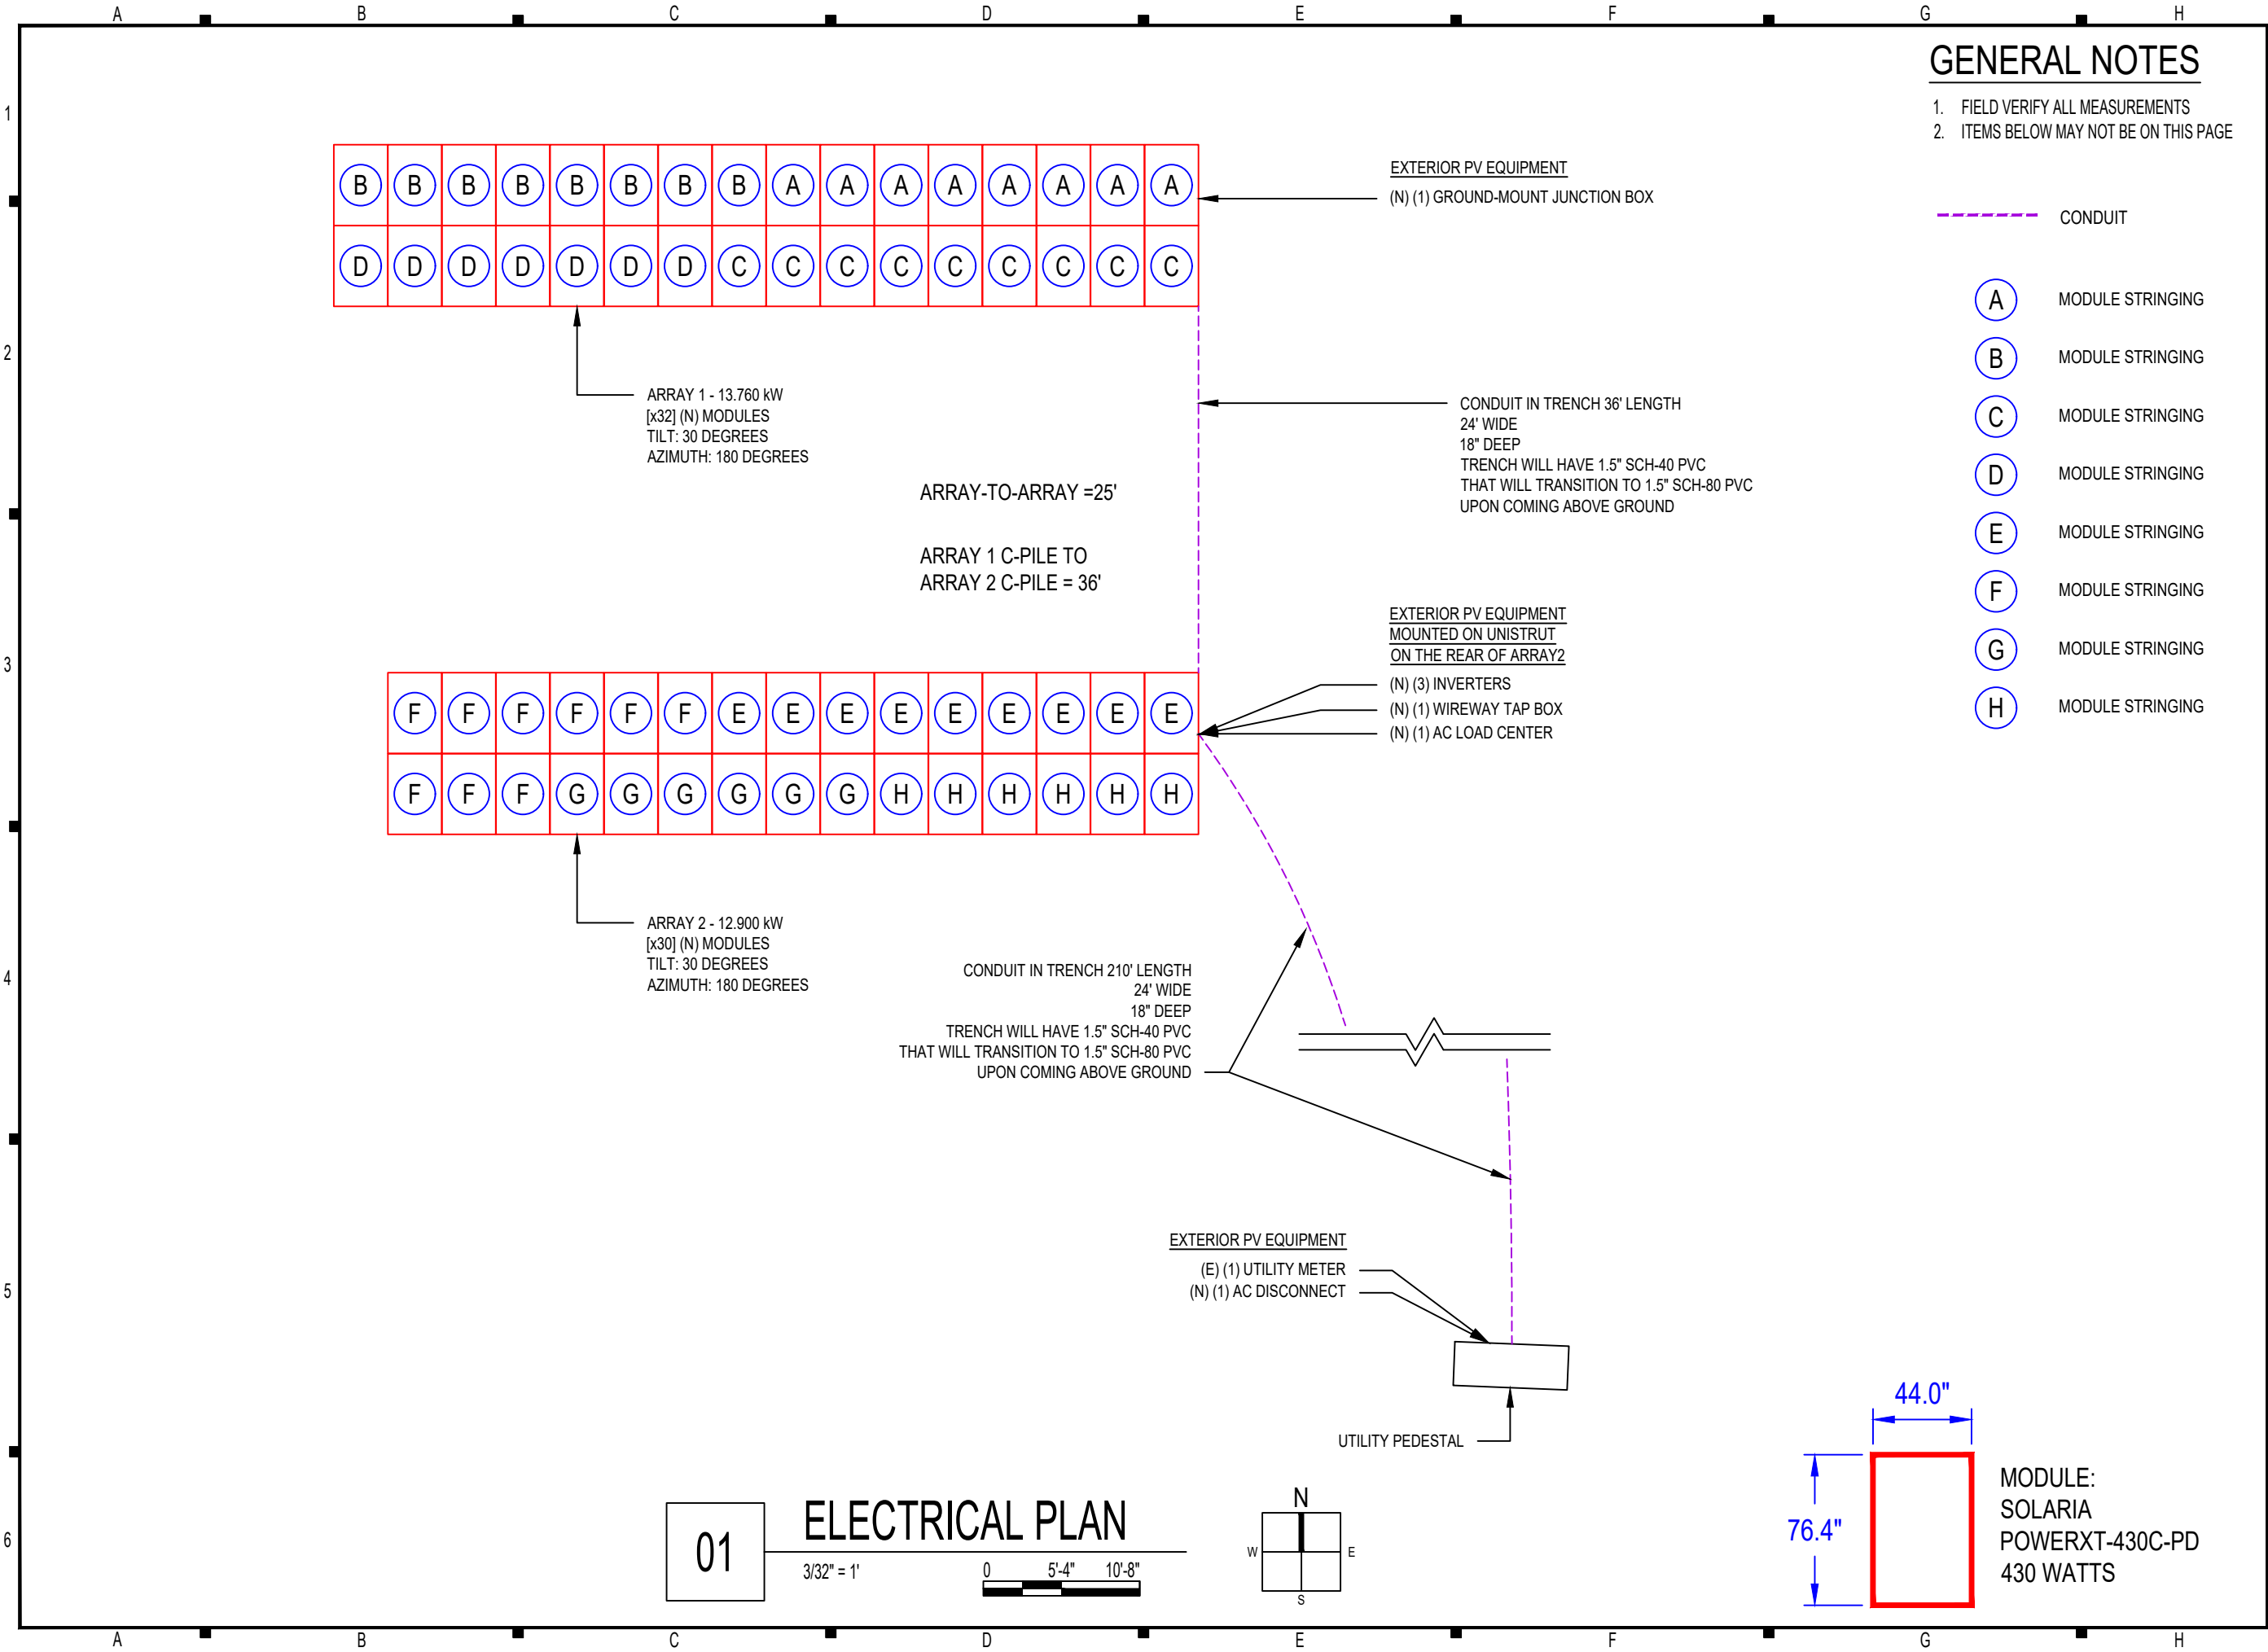 A B C D E F G H
GENERAL NOTES
1. FIELD VERIFY ALL MEASUREMENTS
2. ITEMS BELOW MAY NOT BE ON THIS PAGE
CONDUIT
A MODULE STRINGING
B MODULE STRINGING
C MODULE STRINGING
D MODULE STRINGING
E MODULE STRINGING
F MODULE STRINGING
G MODULE STRINGING
H MODULE STRINGING
1
2
3
4
5
6
B B B B B B B B A A A A A A A A
D D D D D D D C C C C C C C C C
EXTERIOR PV EQUIPMENT
(N) (1) GROUND-MOUNT JUNCTION BOX
ARRAY 1 - 13.760 kW
[x32] (N) MODULES
TILT: 30 DEGREES
AZIMUTH: 180 DEGREES
CONDUIT IN TRENCH 36' LENGTH
24' WIDE
18" DEEP
TRENCH WILL HAVE 1.5" SCH-40 PVC
THAT WILL TRANSITION TO 1.5" SCH-80 PVC
UPON COMING ABOVE GROUND
ARRAY-TO-ARRAY =25'
ARRAY 1 C-PILE TO
ARRAY 2 C-PILE = 36'
EXTERIOR PV EQUIPMENT
MOUNTED ON UNISTRUT
ON THE REAR OF ARRAY2
(N) (3) INVERTERS
(N) (1) WIREWAY TAP BOX
(N) (1) AC LOAD CENTER
F F F F F F E E E E E E E E E
F F F G G G G G G H H H H H H
ARRAY 2 - 12.900 kW
[x30] (N) MODULES
TILT: 30 DEGREES
AZIMUTH: 180 DEGREES
CONDUIT IN TRENCH 210' LENGTH
24' WIDE
18" DEEP
TRENCH WILL HAVE 1.5" SCH-40 PVC
THAT WILL TRANSITION TO 1.5" SCH-80 PVC
UPON COMING ABOVE GROUND
EXTERIOR PV EQUIPMENT
(E) (1) UTILITY METER
(N) (1) AC DISCONNECT
UTILITY PEDESTAL
01
ELECTRICAL PLAN
3/32" = 1'
0 5'-4" 10'-8"
N
W E
S
44.0"
76.4"
MODULE:
SOLARIA
POWERXT-430C-PD
430 WATTS
A B C D E F G H